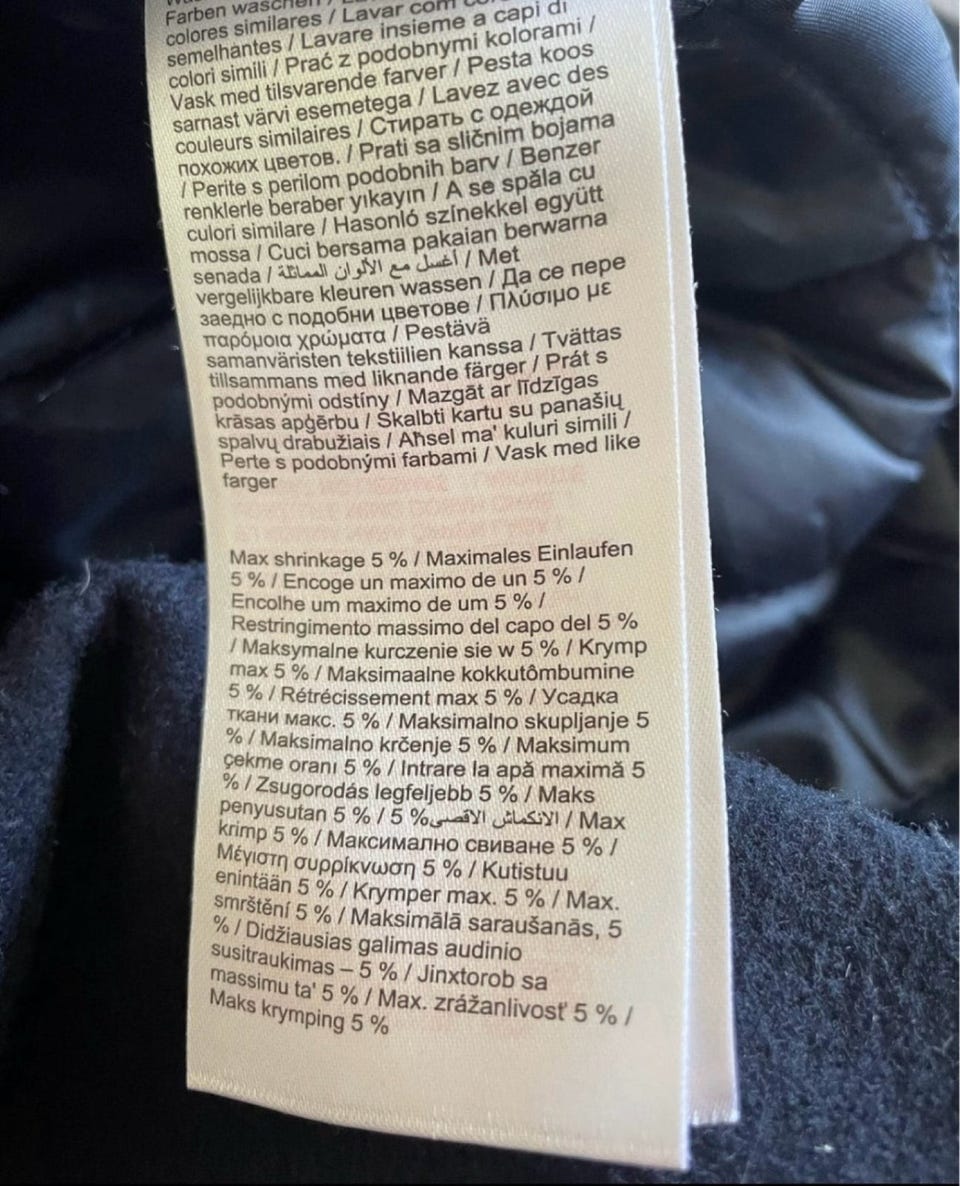 Farben waschen /
colores similares / Lavar com
semelhantes / Lavare insieme a capi di
colori simili / Prać z podobnymi kolorami /
Vask med tilsvarende farver / Pesta koos
sarnast värvi esemetega / Lavez avec des
couleurs similaires / Стирать с одеждой
похожих цветов. / Prati sa sličnim bojama
/ Perite s perilom podobnih barv / Benzer
renklerle beraber yıkayın / A se spăla cu
culori similare / Hasonló színekkel együtt
mossa / Cuci bersama pakaian berwarna
senada / أغسل مع الألوان المماثلة / Met
vergelijkbare kleuren wassen / Да се пере
заедно с подобни цветове / Πλύσιμο με
παρόμοια χρώματα / Pestävä
samanväristen tekstiilien kanssa / Tvättas
tillsammans med liknande färger / Prát s
podobnými odstíny / Mazgāt ar līdzīgas
krāsas apģērbu / Skalbti kartu su panašių
spalvų drabužiais / Aħsel ma' kuluri simili /
Perte s podobnými farbami / Vask med like
farger
Max shrinkage 5 % / Maximales Einlaufen
5 % / Encoge un maximo de un 5 % /
Encolhe um maximo de um 5 % /
Restringimento massimo del capo del 5 %
/ Maksymalne kurczenie sie w 5 % / Krymp
max 5 % / Maksimaalne kokkutõmbumine
5 % / Rétrécissement max 5 % / Усадка
ткани макс. 5 % / Maksimalno skupljanje 5
% / Maksimalno krčenje 5 % / Maksimum
çekme oranı 5 % / Intrare la apă maximă 5
% / Zsugorodás legfeljebb 5 % / Maks
penyusutan 5 % / 5 %الانكماش الاقصى / Max
krimp 5 % / Максимално свиване 5 % /
Μέγιστη συρρίκνωση 5 % / Kutistuu
enintään 5 % / Krymper max. 5 % / Max.
smrštění 5 % / Maksimālā saraušanās, 5
% / Didžiausias galimas audinio
susitraukimas – 5 % / Jinxtorob sa
massimu ta' 5 % / Max. zrážanlivosť 5 % /
Maks krymping 5 %